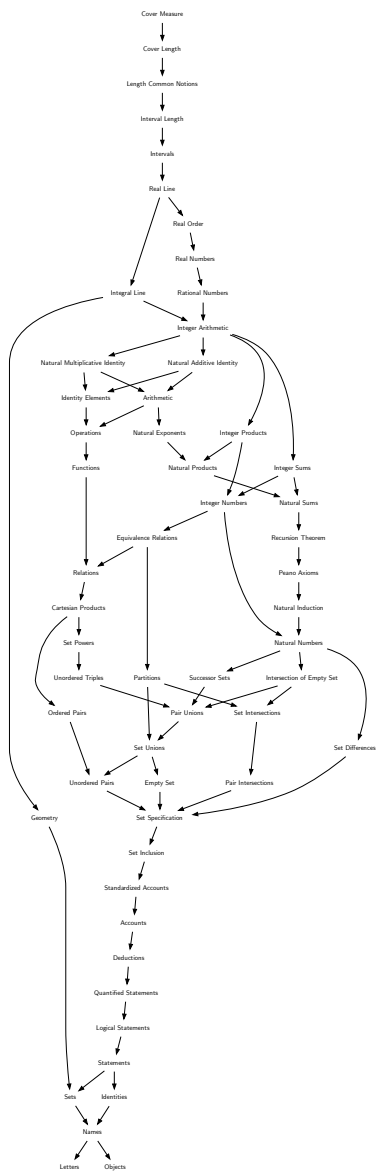 Cover Measure
Cover Length
Length Common Notions
Interval Length
Intervals
Real Line
Real Order
Real Numbers
Integral Line
Rational Numbers
Integer Arithmetic
Natural Multiplicative Identity
Natural Additive Identity
Identity Elements
Arithmetic
Operations
Natural Exponents
Integer Products
Functions
Natural Products
Integer Sums
Integer Numbers
Natural Sums
Equivalence Relations
Recursion Theorem
Relations
Peano Axioms
Cartesian Products
Natural Induction
Set Powers
Natural Numbers
Unordered Triples
Partitions
Successor Sets
Intersection of Empty Set
Ordered Pairs
Pair Unions
Set Intersections
Set Unions
Set Differences
Unordered Pairs
Empty Set
Pair Intersections
Geometry
Set Specification
Set Inclusion
Standardized Accounts
Accounts
Deductions
Quantified Statements
Logical Statements
Statements
Sets
Identities
Names
Letters
Objects